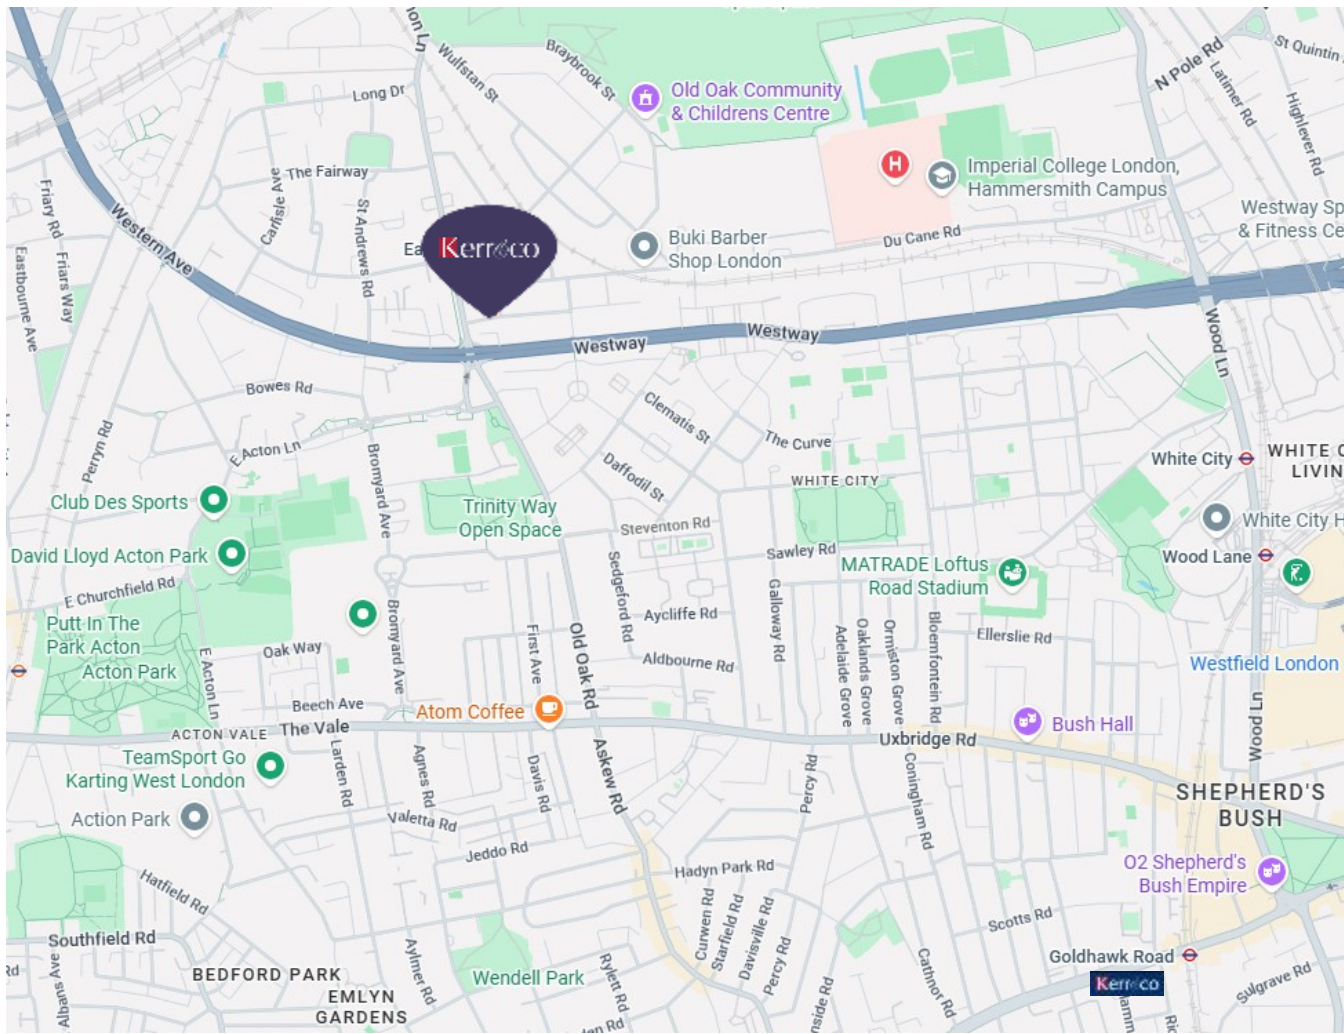 Wulfstan St
Braybrook St
Long Dr
Old Oak Community
& Childrens Centre
N Pole Rd
St Quintin
Latimer Rd
Highlever Rd
The Fairway
Carlisle Ave
St Andrews Rd
Friary Rd
Friars Way
Eastbourne Ave
Western Ave
H
Imperial College London,
Hammersmith Campus
Westway Sp
& Fitness Ce
Ea
Kerr&co
Buki Barber
Shop London
Du Cane Rd
Westway
Westway
Wood Ln
Bowes Rd
Clematis St
The Curve
Perryn Rd
E Acton Ln
Bromyard Ave
Daffodil St
WHITE CITY
White City
WHITE C
LIVIN
Club Des Sports
Trinity Way
Open Space
Steventon Rd
White City H
David Lloyd Acton Park
Sawley Rd
Wood Lane
MATRADE Loftus
Road Stadium
E Churchfield Rd
Putt In The
Park Acton
Acton Park
Bromyard Ave
Sedgeford Rd
Aycliffe Rd
Galloway Rd
Adelaide Grove
Oaklands Grove
Ormiston Grove
Bloemfontein Rd
Ellerslie Rd
Oak Way
First Ave
Old Oak Rd
Aldbourne Rd
Westfield London
E Acton Ln
Beech Ave
The Vale
ACTON VALE
Atom Coffee
Uxbridge Rd
Bush Hall
Wood Ln
TeamSport Go
Karting West London
Larden Rd
Agnes Rd
Davis Rd
Askew Rd
Percy Rd
Coningham Rd
SHEPHERD'S
BUSH
Action Park
Valetta Rd
Jeddo Rd
Hadyn Park Rd
O2 Shepherd's
Bush Empire
Hatfield Rd
Curwen Rd
Starfield Rd
Davisville Rd
Percy Rd
Scotts Rd
Southfield Rd
Goldhawk Road
Albans Ave
BEDFORD PARK
Aylmer Rd
Wendell Park
Rylett Rd
Cathnor Rd
Kerr&co
Sulgrave Rd
EMLYN
GARDENS